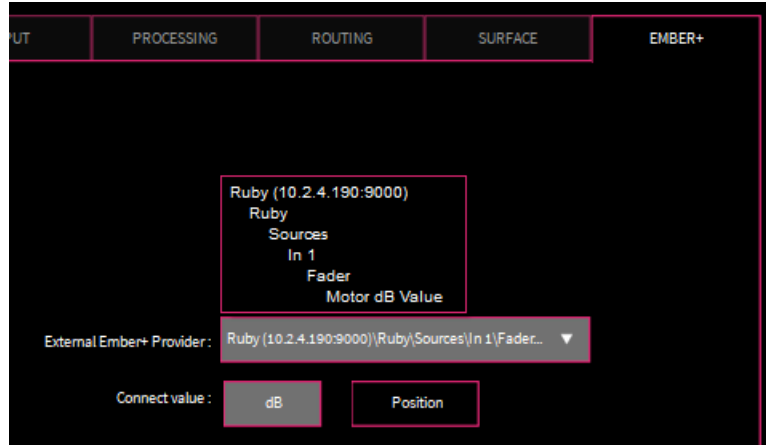 PUT PROCESSING ROUTING SURFACE EMBER+
Ruby (10.2.4.190:9000)
Ruby
Sources
In 1
Fader
Motor dB Value
External Ember+ Provider : Ruby (10.2.4.190:9000)\Ruby\Sources\In 1\Fader...
Connect value : dB Position